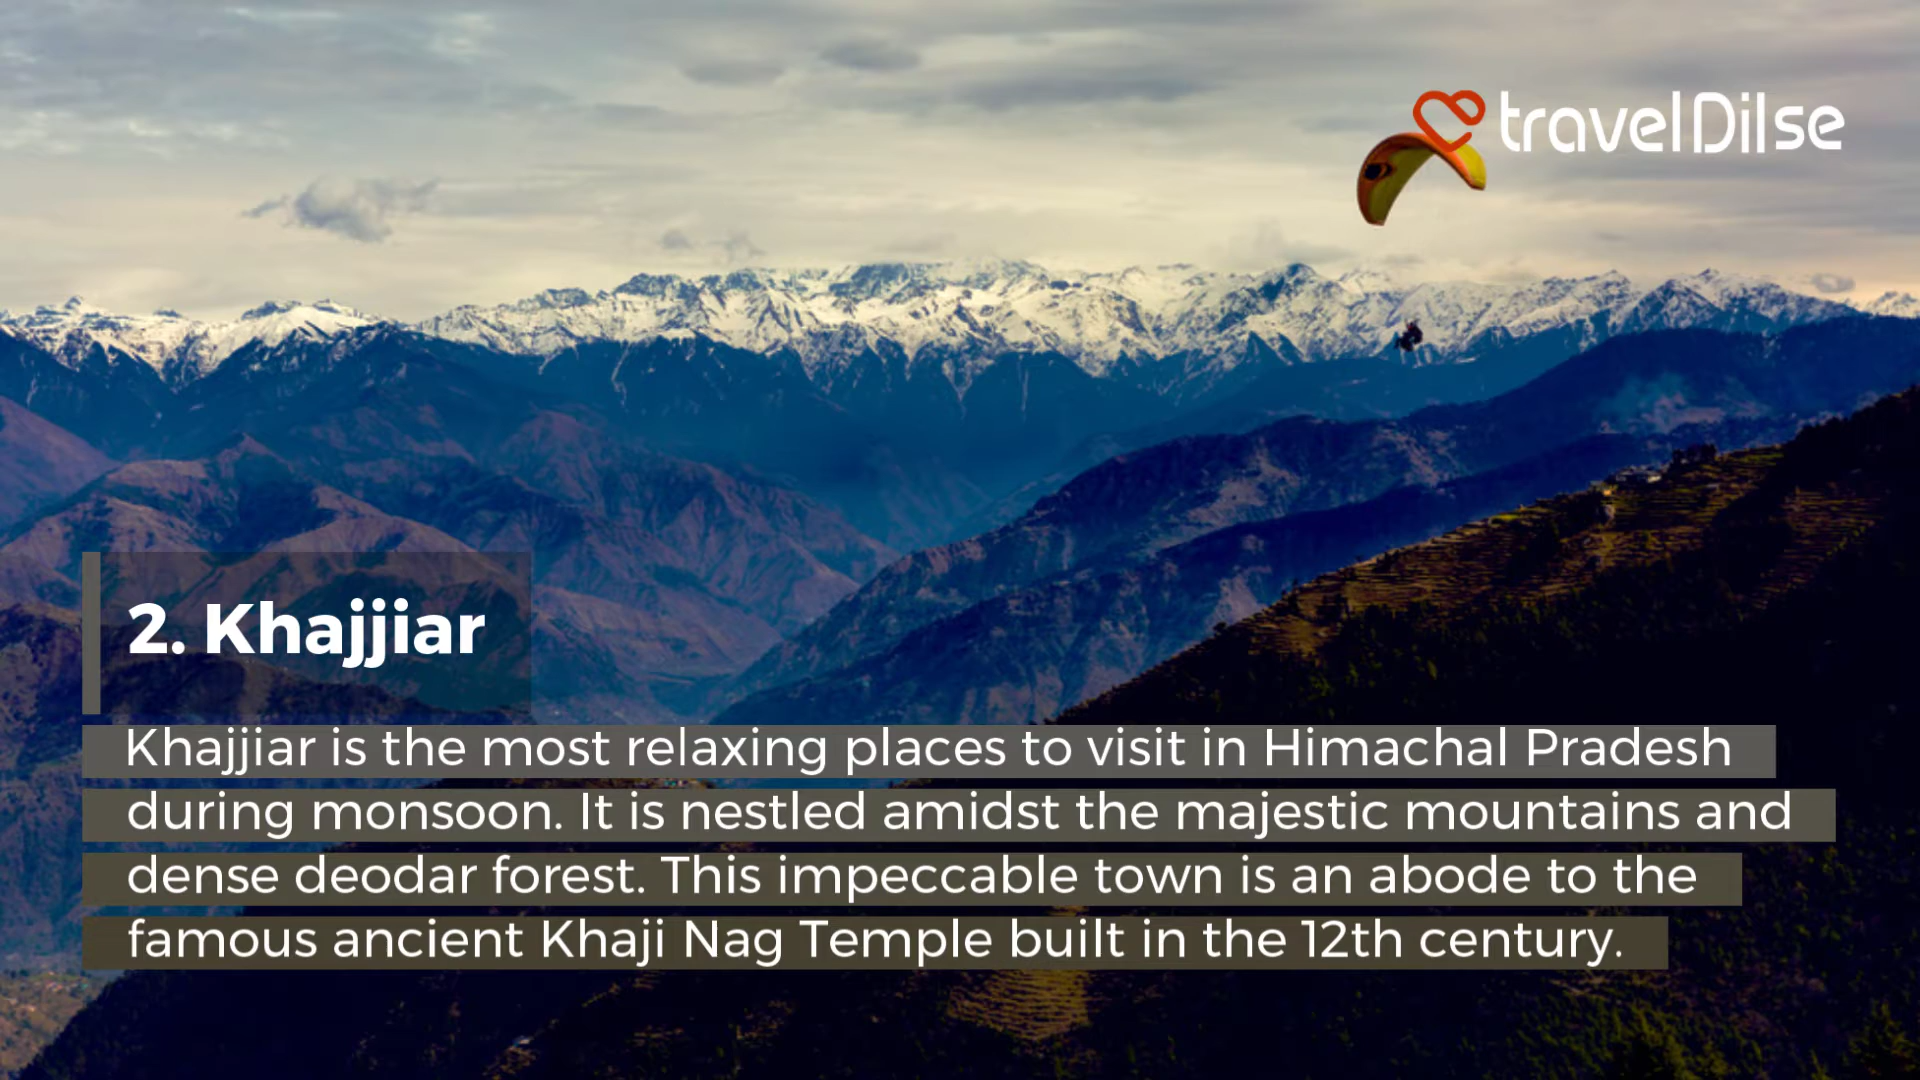 travelDilse
2. Khajjiar
Khajjiar is the most relaxing places to visit in Himachal Pradesh
during monsoon. It is nestled amidst the majestic mountains and
dense deodar forest. This impeccable town is an abode to the
famous ancient Khaji Nag Temple built in the 12th century.